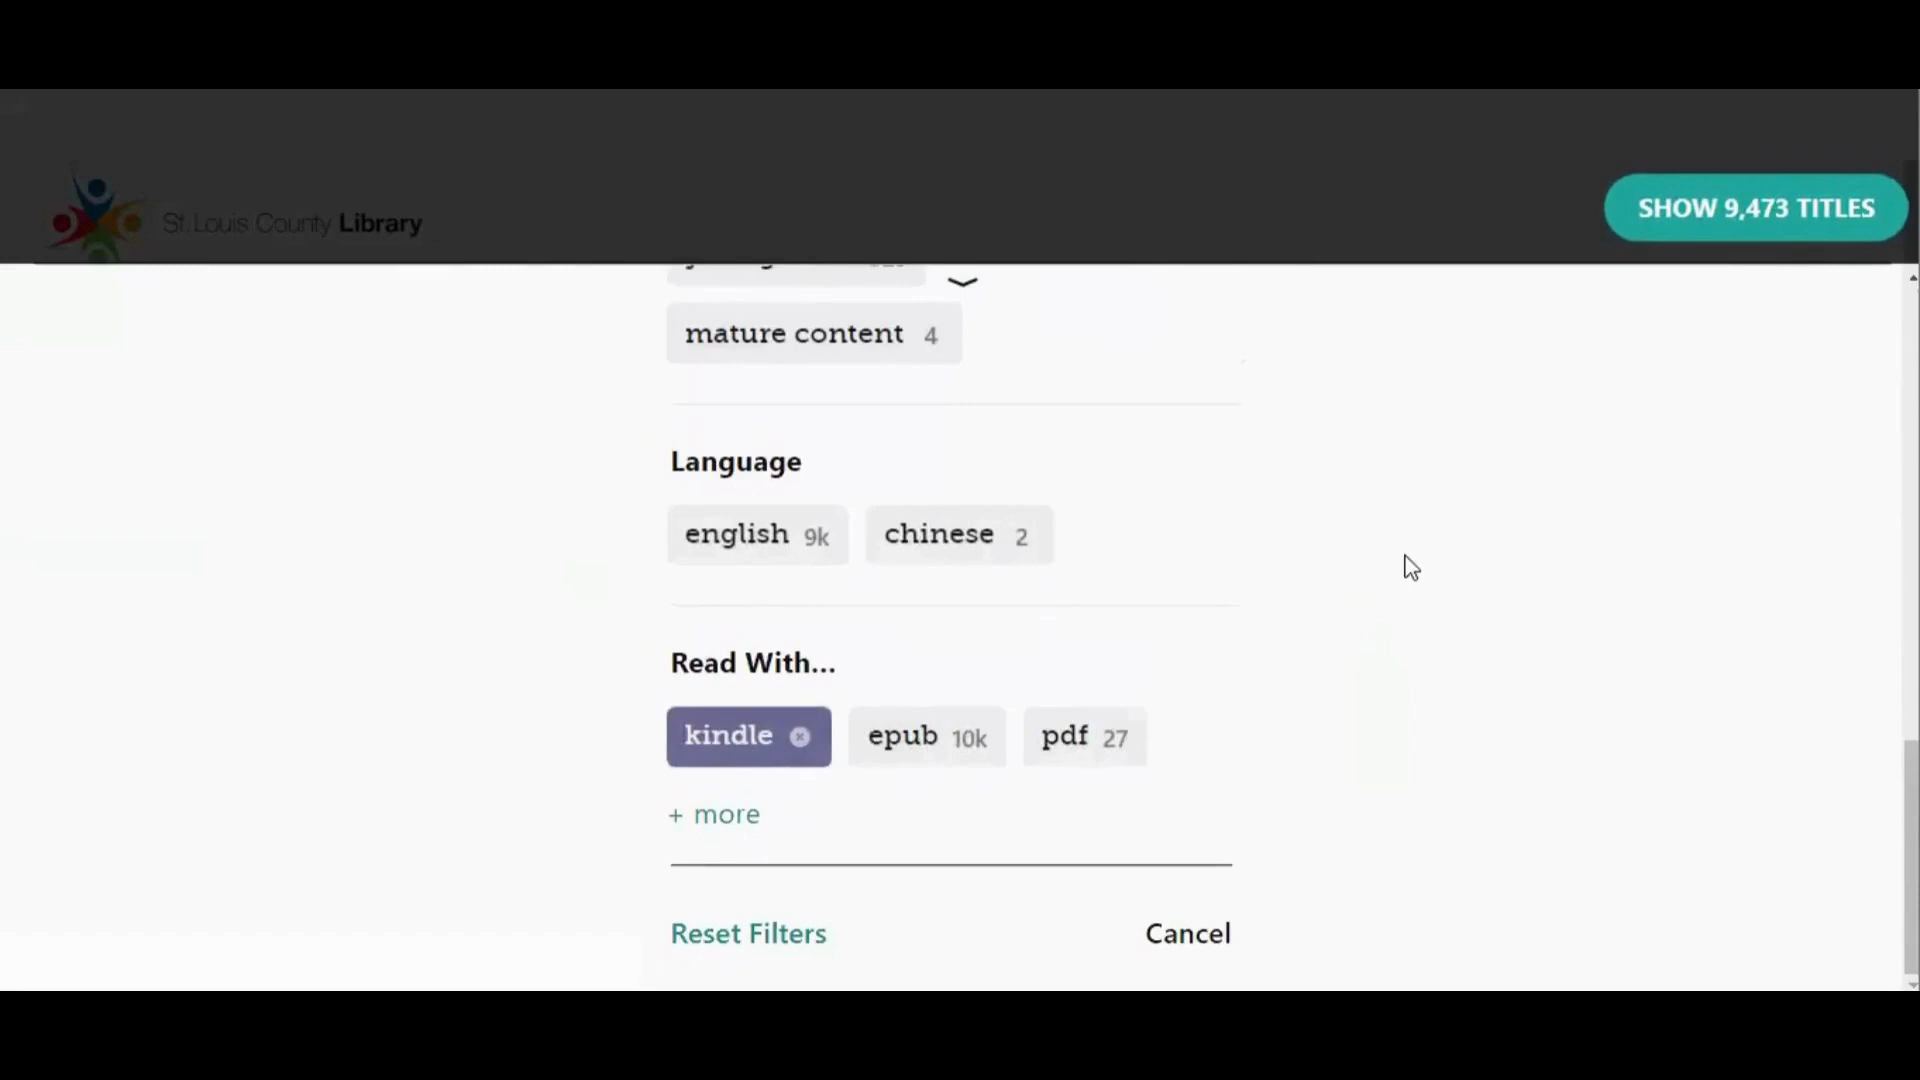 St. Louis County Library
SHOW 9,473 TITLES
mature content 4
Language
english 9k chinese 2
Read With...
kindle epub 10k pdf 27
+ more
Reset Filters Cancel